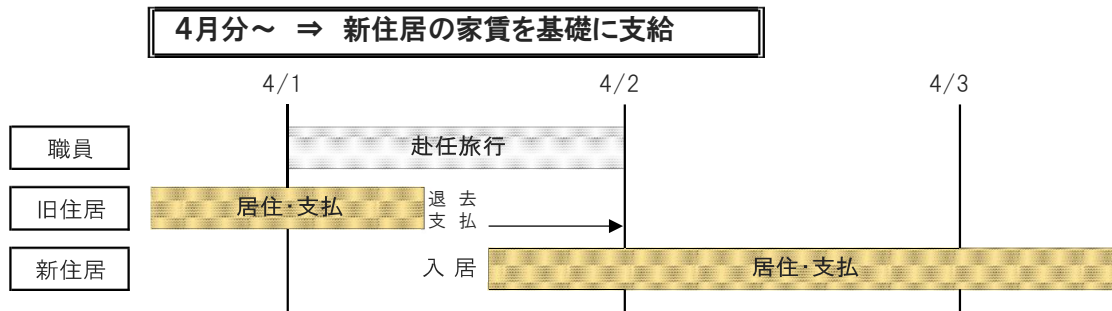 4月分～ ⇒ 新住居の家賃を基礎に支給
4/1 4/2 4/3
職員 赴任旅行
旧住居 居住・支払 退去
支払
新住居 入居 居住・支払